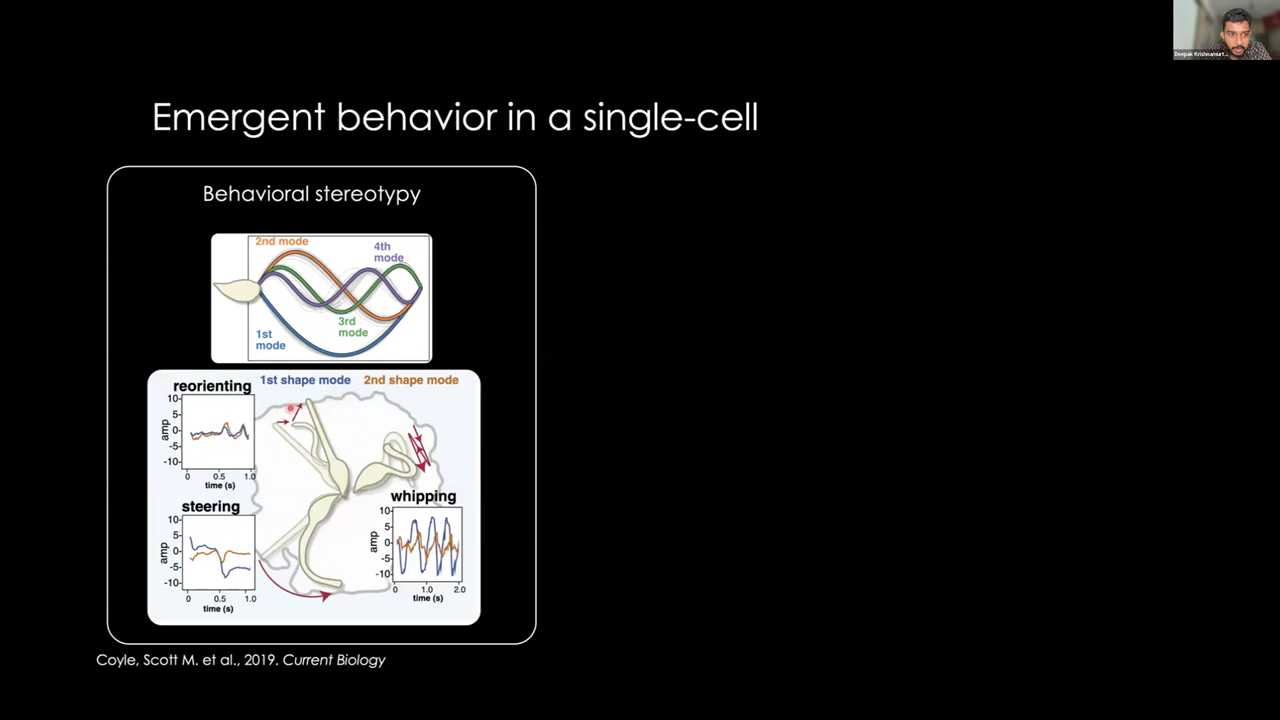 Deepak Krishnamurt...
Emergent behavior in a single-cell
Behavioral stereotypy
2nd mode
4th
mode
3rd
mode
1st
mode
reorienting
1st shape mode
2nd shape mode
amp
10
5
0
-5
-10
0
0.5
1.0
time (s)
steering
amp
10
5
0
-5
-10
0
0.5
1.0
time (s)
whipping
amp
10
5
0
-5
-10
0
1.0
2.0
time (s)
Coyle, Scott M. et al., 2019. Current Biology